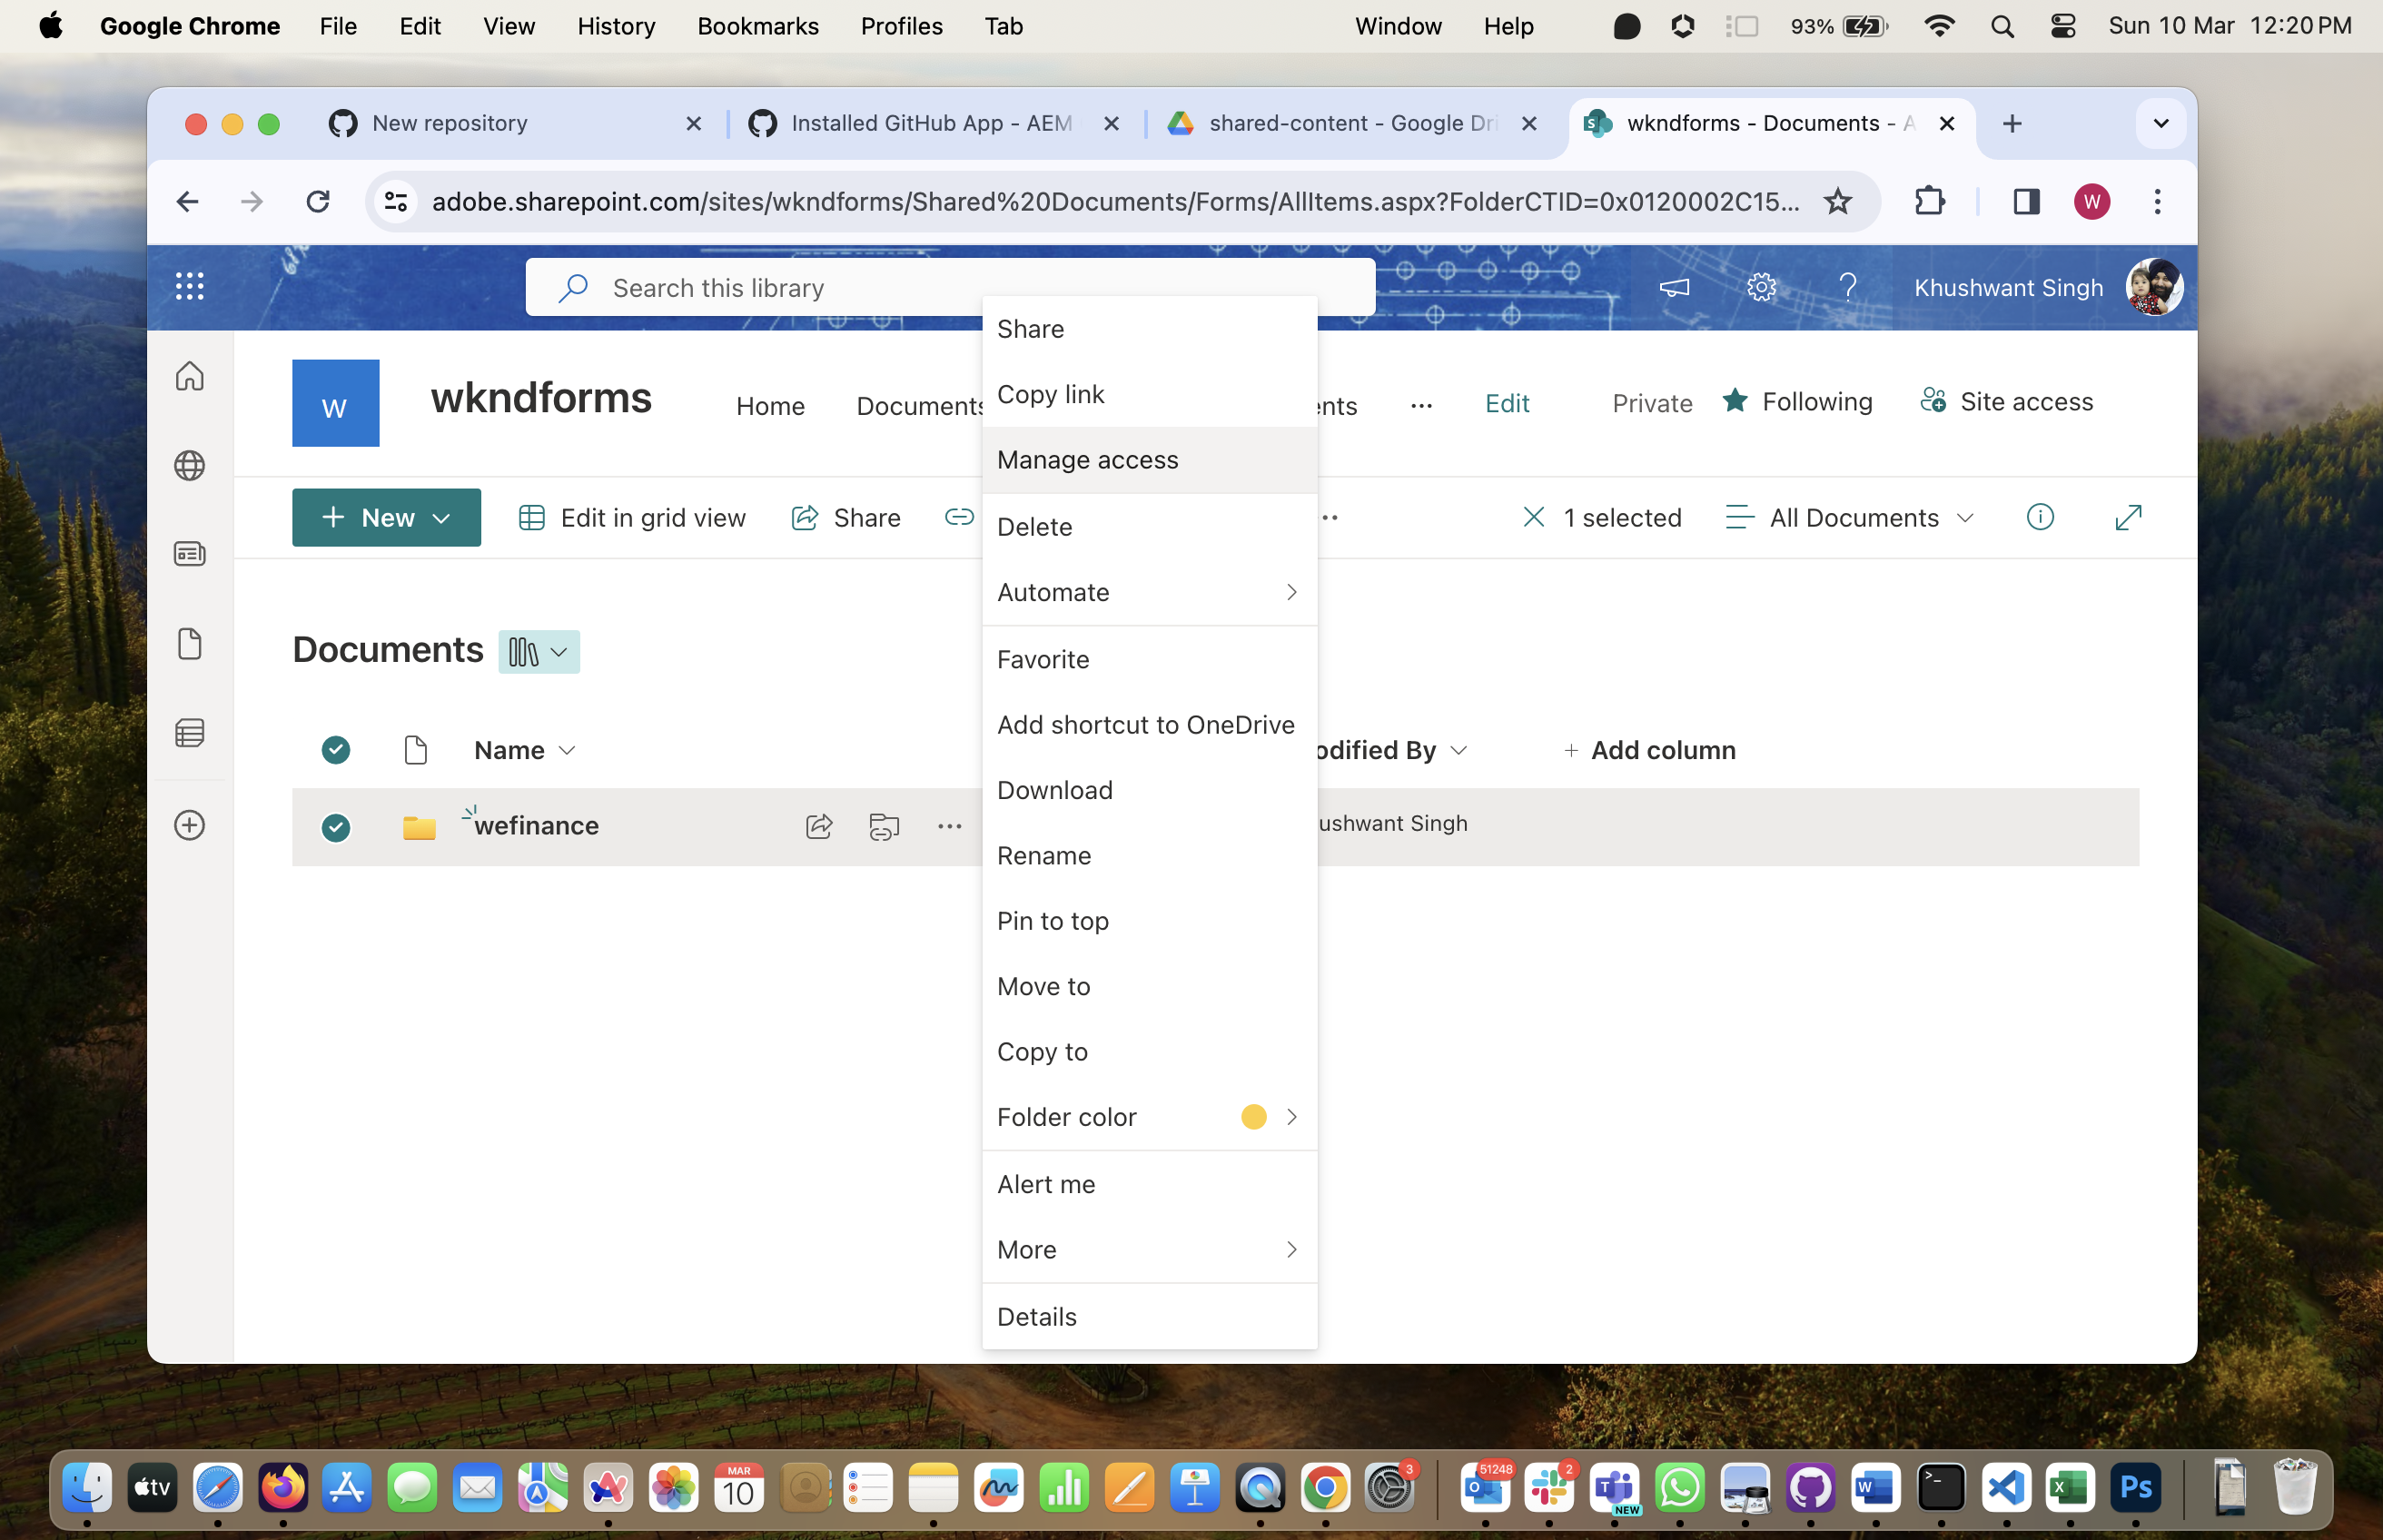 Google Chrome File Edit View History Bookmarks Profiles Tab Window Help 93% Sun 10 Mar 12:20 PM
New repository
Installed GitHub App - AEM
shared-content - Google Dri
wkndforms - Documents - A
adobe.sharepoint.com/sites/wkndforms/Shared%20Documents/Forms/AllItems.aspx?FolderCTID=0x0120002C15...
W
Search this library
Khushwant Singh
W
wkndforms
Home
Documents
nts
...
Edit
Private
Following
Site access
New
Edit in grid view
Share
1 selected
All Documents
Documents
Name
odified By
Add column
wefinance
ushwant Singh
Share
Copy link
Manage access
Delete
Automate
Favorite
Add shortcut to OneDrive
Download
Rename
Pin to top
Move to
Copy to
Folder color
Alert me
More
Details
tv
MAR
10
3
51248
2
NEW
Ps